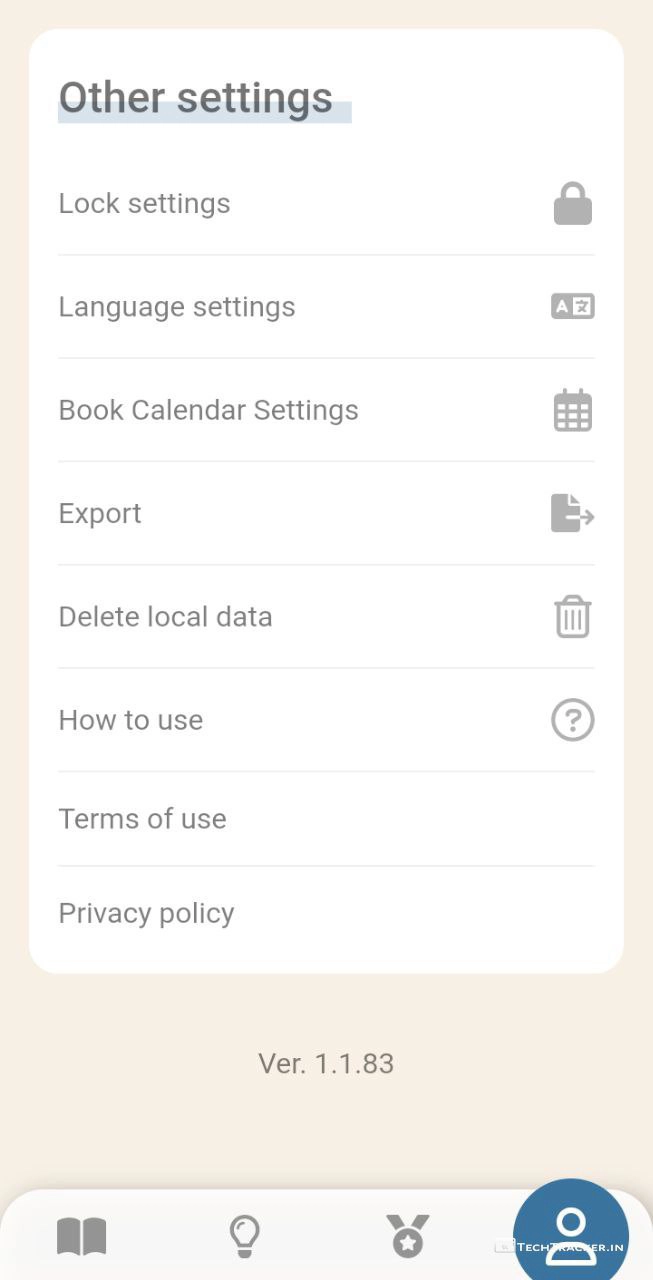 Other settings
Lock settings
Language settings
Book Calendar Settings
Export
Delete local data
How to use
Terms of use
Privacy policy
Ver. 1.1.83
TECHTRACKER.IN